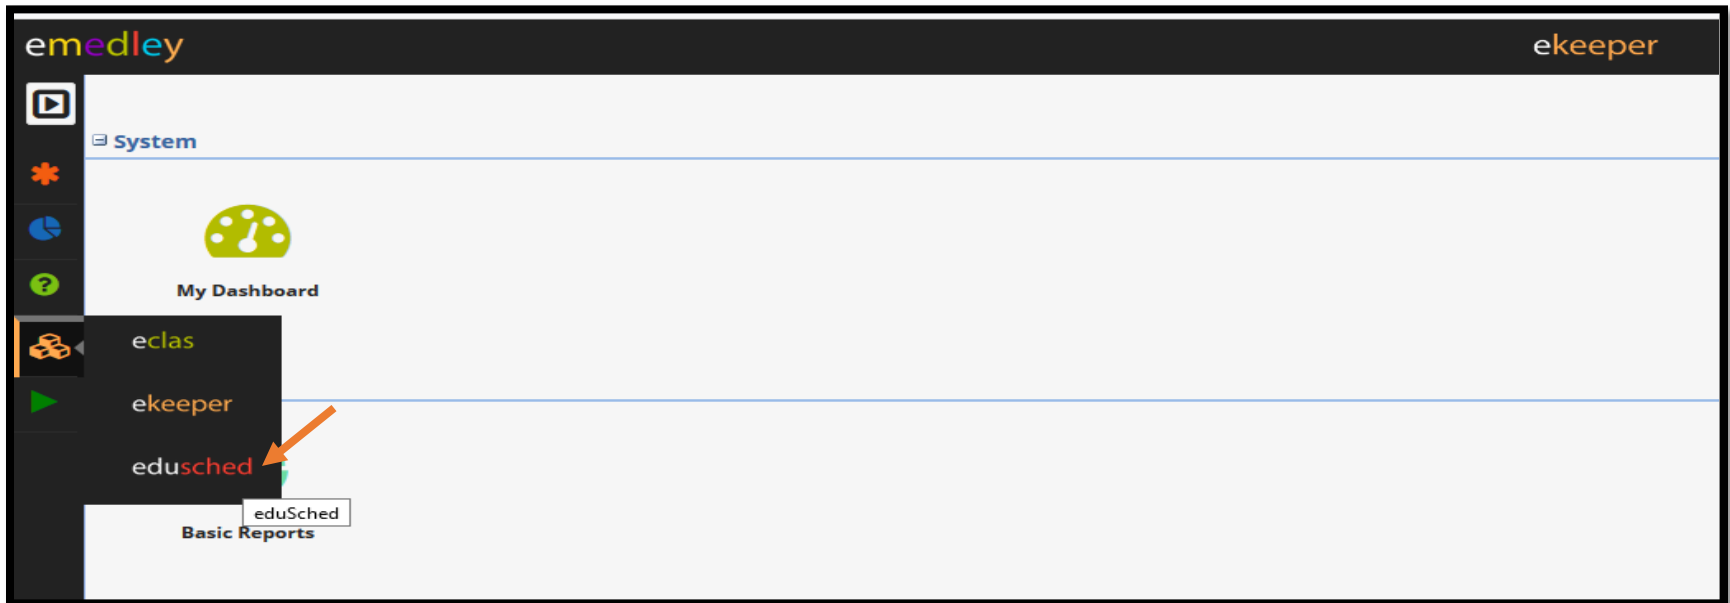 emedley
ekeeper
System
My Dashboard
eclas
ekeeper
edusched
eduSched
Basic Reports